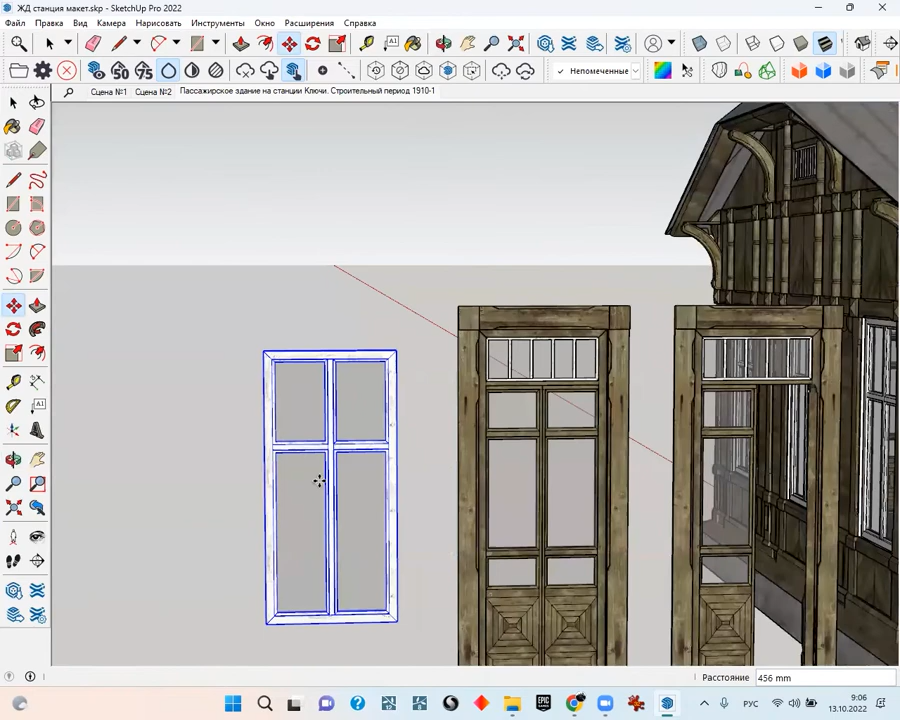 ЖД станция макет.skp - SketchUp Pro 2022
Файл Правка Вид Камера Нарисовать Инструменты Окно Расширения Справка
50 75 Непомеченные
Сцена №1 Сцена №2 Пассажирское здание на станции Ключи. Строительный период 1910-1
Расстояние 456 mm
РУС 9:06
13.10.2022